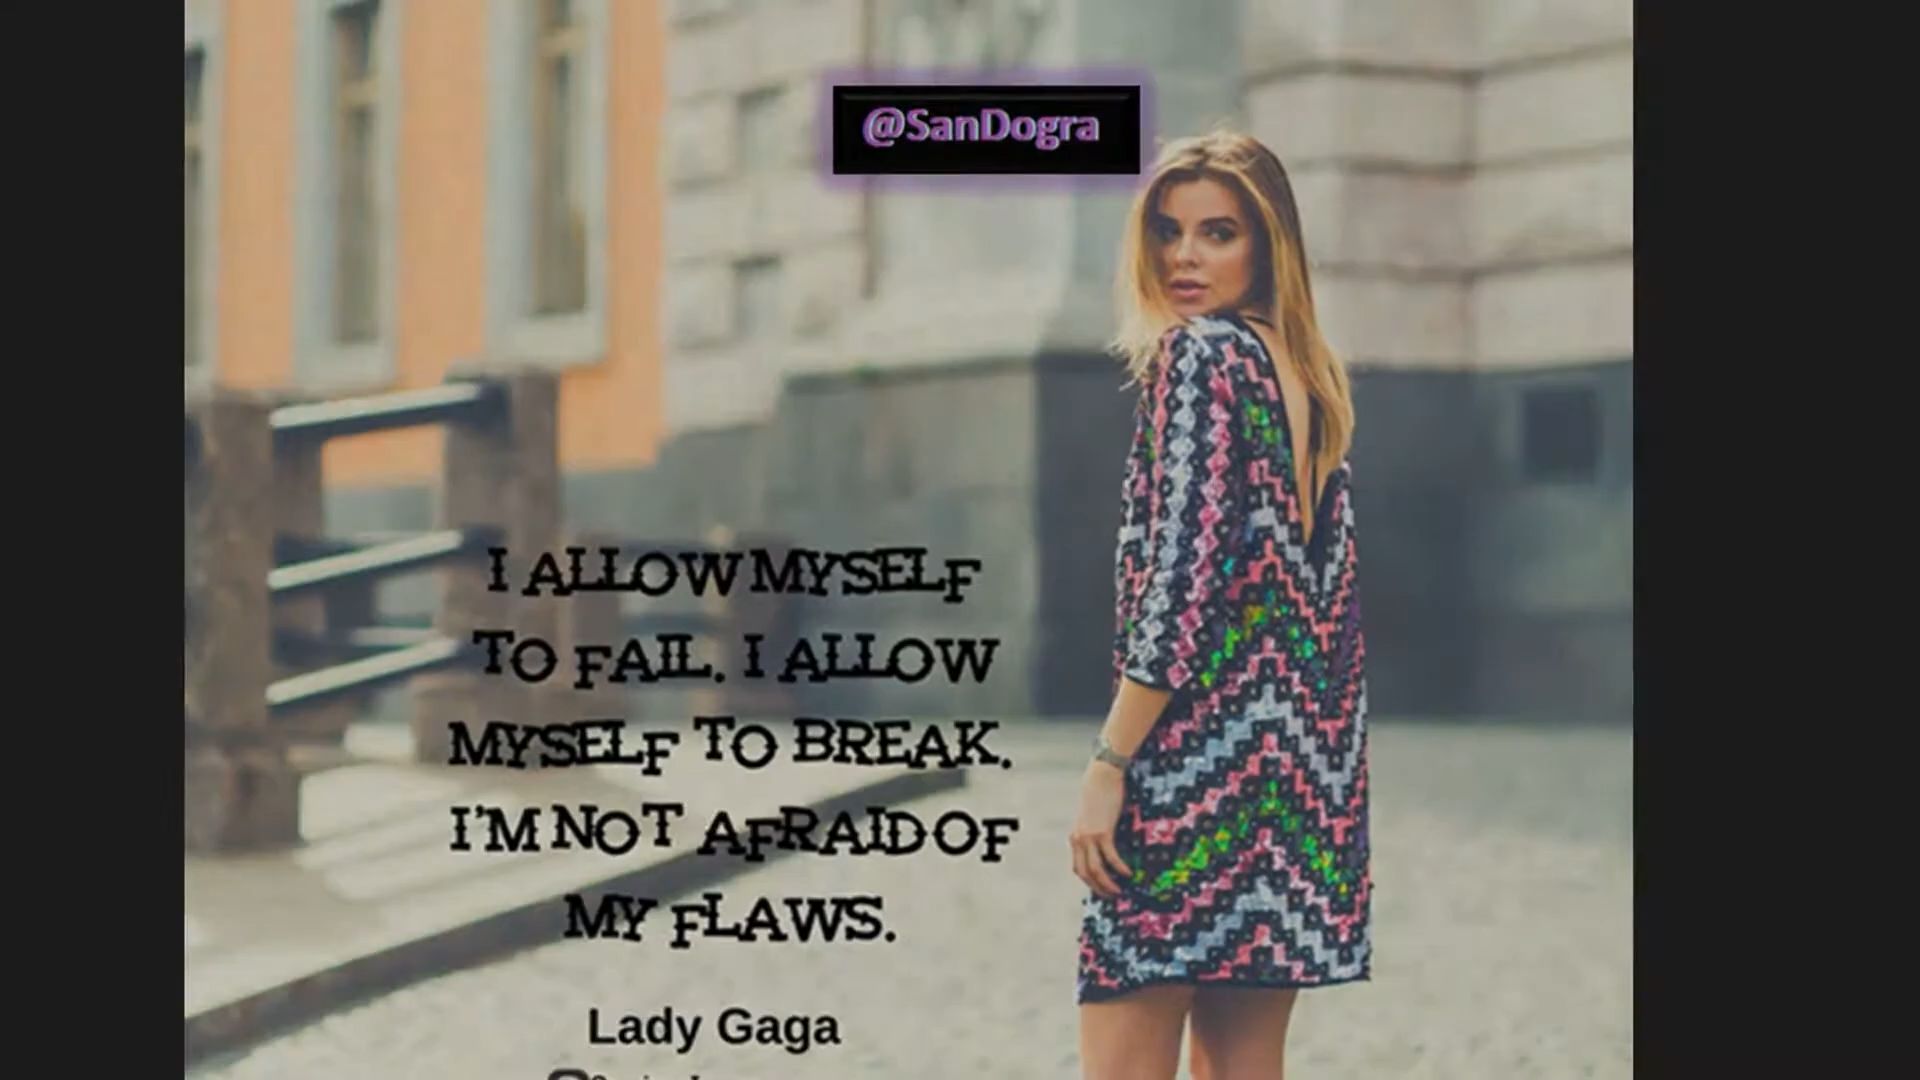 @SanDogra
I ALLOW MYSELF
TO FAIL. I ALLOW
MYSELF TO BREAK.
I'M NOT AFRAID OF
MY FLAWS.
Lady Gaga